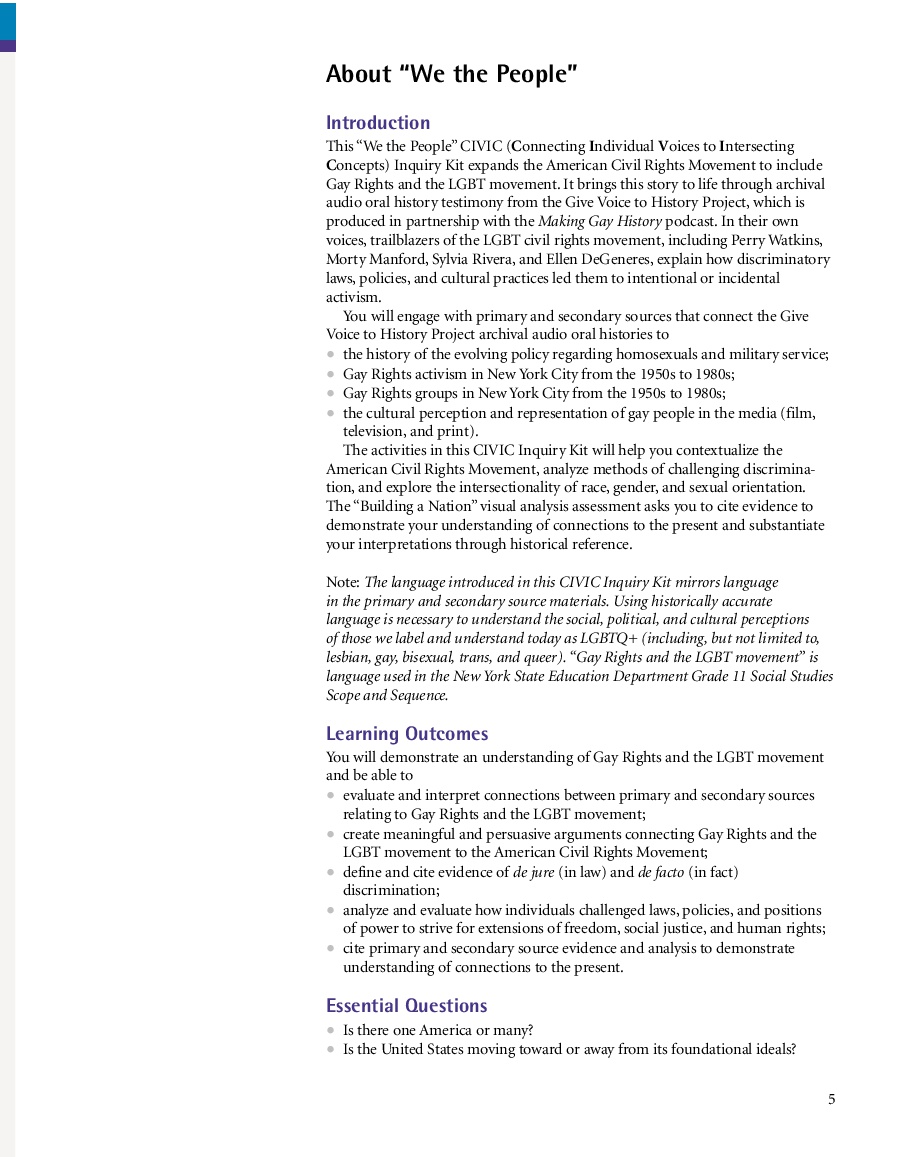 About “We the People”
Introduction
This “We the People” CIVIC (Connecting Individual Voices to Intersecting
Concepts) Inquiry Kit expands the American Civil Rights Movement to include
Gay Rights and the LGBT movement. It brings this story to life through archival
audio oral history testimony from the Give Voice to History Project, which is
produced in partnership with the Making Gay History podcast. In their own
voices, trailblazers of the LGBT civil rights movement, including Perry Watkins,
Morty Manford, Sylvia Rivera, and Ellen DeGeneres, explain how discriminatory
laws, policies, and cultural practices led them to intentional or incidental
activism.
You will engage with primary and secondary sources that connect the Give
Voice to History Project archival audio oral histories to
● the history of the evolving policy regarding homosexuals and military service;
● Gay Rights activism in New York City from the 1950s to 1980s;
● Gay Rights groups in New York City from the 1950s to 1980s;
● the cultural perception and representation of gay people in the media (film,
television, and print).
The activities in this CIVIC Inquiry Kit will help you contextualize the
American Civil Rights Movement, analyze methods of challenging discrimina-
tion, and explore the intersectionality of race, gender, and sexual orientation.
The “Building a Nation” visual analysis assessment asks you to cite evidence to
demonstrate your understanding of connections to the present and substantiate
your interpretations through historical reference.
Note: The language introduced in this CIVIC Inquiry Kit mirrors language
in the primary and secondary source materials. Using historically accurate
language is necessary to understand the social, political, and cultural perceptions
of those we label and understand today as LGBTQ+ (including, but not limited to,
lesbian, gay, bisexual, trans, and queer). “Gay Rights and the LGBT movement” is
language used in the New York State Education Department Grade 11 Social Studies
Scope and Sequence.
Learning Outcomes
You will demonstrate an understanding of Gay Rights and the LGBT movement
and be able to
● evaluate and interpret connections between primary and secondary sources
relating to Gay Rights and the LGBT movement;
● create meaningful and persuasive arguments connecting Gay Rights and the
LGBT movement to the American Civil Rights Movement;
● define and cite evidence of de jure (in law) and de facto (in fact)
discrimination;
● analyze and evaluate how individuals challenged laws, policies, and positions
of power to strive for extensions of freedom, social justice, and human rights;
● cite primary and secondary source evidence and analysis to demonstrate
understanding of connections to the present.
Essential Questions
● Is there one America or many?
● Is the United States moving toward or away from its foundational ideals?
5